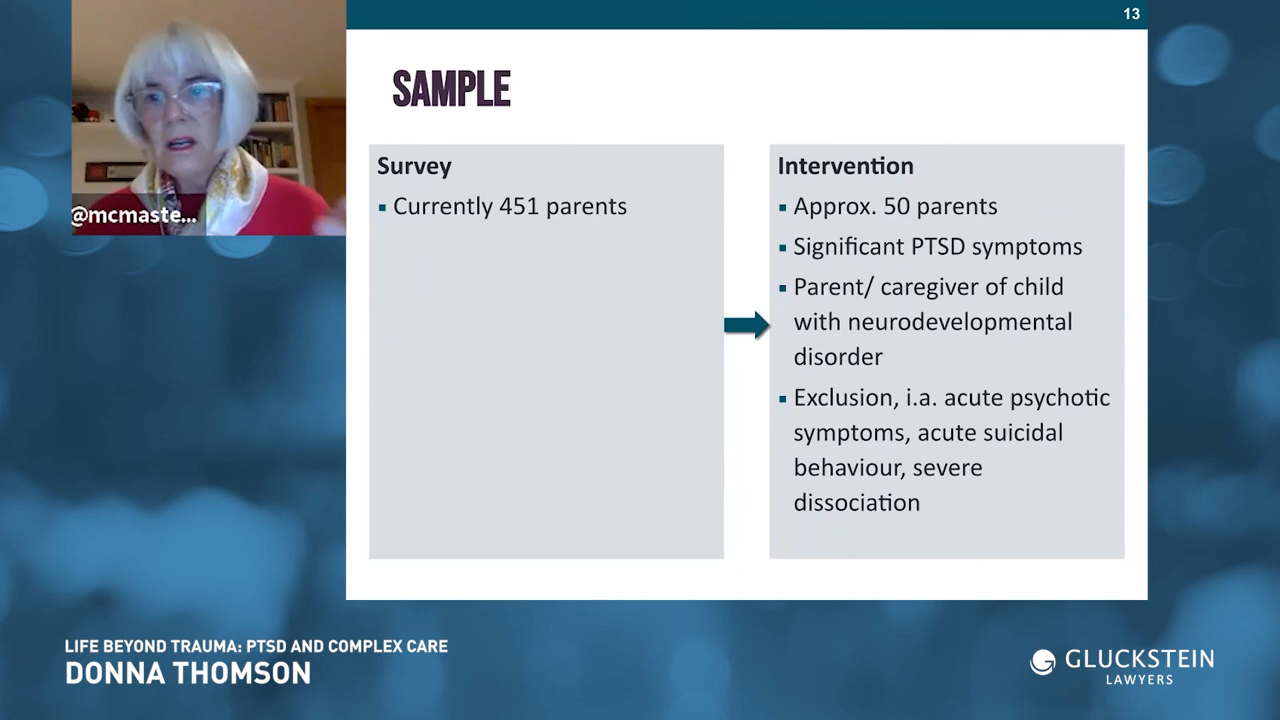 13
SAMPLE
Survey
▪ Currently 451 parents
Intervention
▪ Approx. 50 parents
▪ Significant PTSD symptoms
▪ Parent/ caregiver of child
with neurodevelopmental
disorder
▪ Exclusion, i.a. acute psychotic
symptoms, acute suicidal
behaviour, severe
dissociation
@mcmaste...
LIFE BEYOND TRAUMA: PTSD AND COMPLEX CARE
DONNA THOMSON
GLUCKSTEIN
LAWYERS